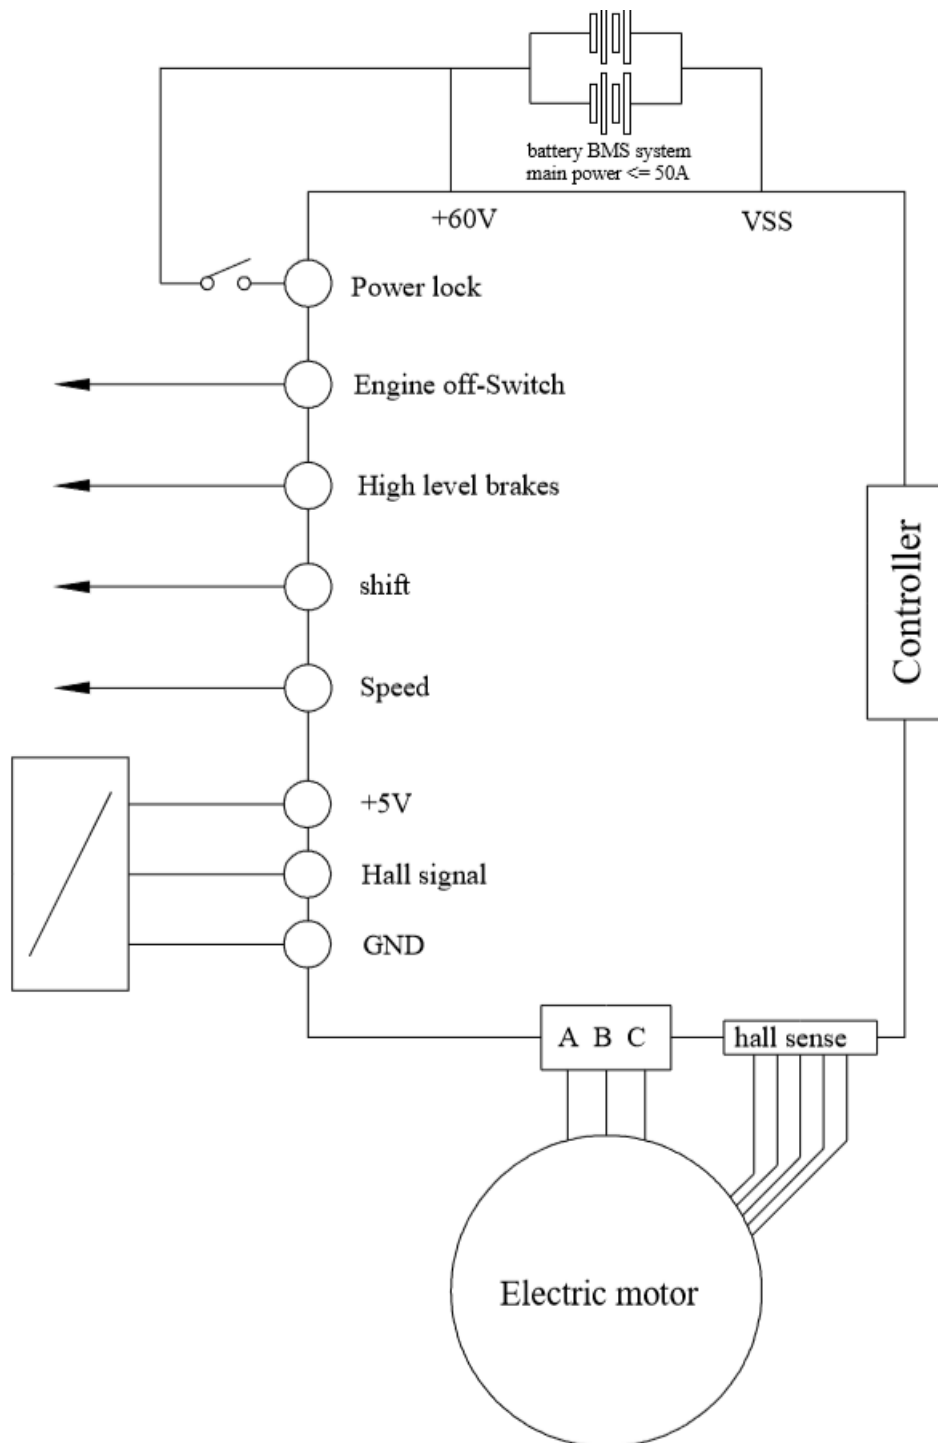 battery BMS system
main power <= 50A
+60V
VSS
Power lock
Engine off-Switch
High level brakes
shift
Speed
Controller
+5V
Hall signal
GND
A B C
hall sense
Electric motor